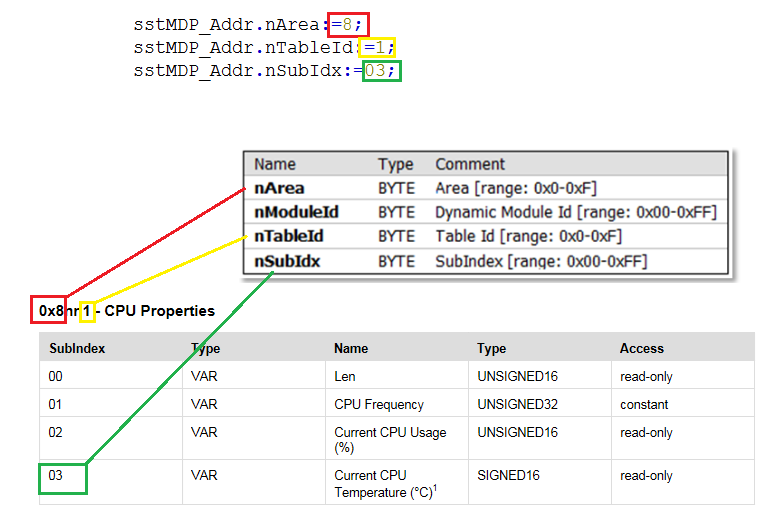 sstMDP_Addr.nArea:=8;
sstMDP_Addr.nTableId:=1;
sstMDP_Addr.nSubIdx:=03;
Name Type Comment
nArea BYTE Area [range: 0x0-0xF]
nModuleId BYTE Dynamic Module Id [range: 0x00-0xFF]
nTableId BYTE Table Id [range: 0x0-0xF]
nSubIdx BYTE SubIndex [range: 0x00-0xFF]
0x8nn1 - CPU Properties
SubIndex Type Name Type Access
00 VAR Len UNSIGNED16 read-only
01 VAR CPU Frequency UNSIGNED32 constant
02 VAR Current CPU Usage UNSIGNED16 read-only
(%)
03 VAR Current CPU SIGNED16 read-only
Temperature (°C)1